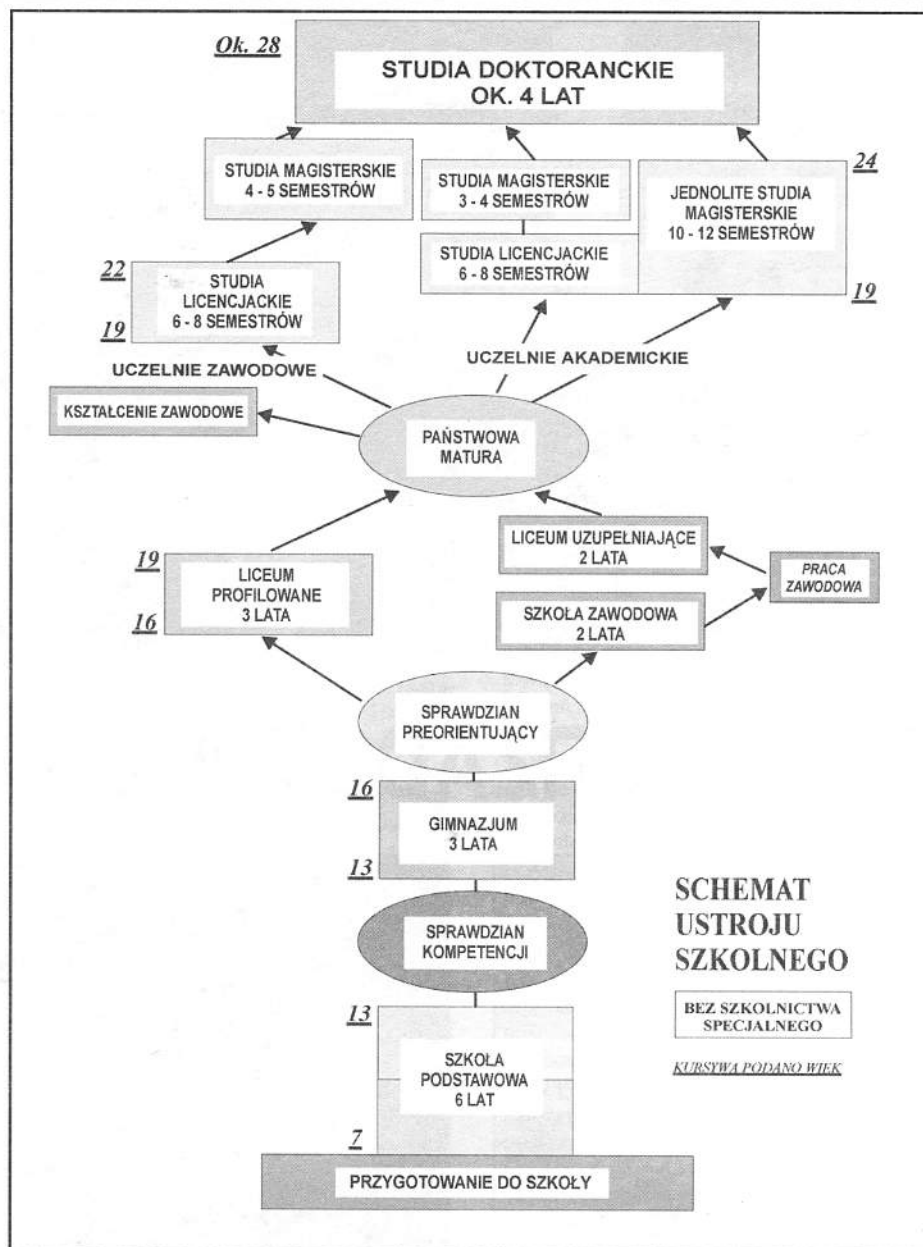 Ok. 28
STUDIA DOKTORANCKIE
OK. 4 LAT
STUDIA MAGISTERSKIE
4 - 5 SEMESTRÓW
STUDIA MAGISTERSKIE
3 - 4 SEMESTRÓW
24
JEDNOLITE STUDIA
MAGISTERSKIE
10 - 12 SEMESTRÓW
STUDIA LICENCJACKIE
6 - 8 SEMESTRÓW
22
STUDIA
LICENCJACKIE
6 - 8 SEMESTRÓW
19
19
UCZELNIE ZAWODOWE
UCZELNIE AKADEMICKIE
KSZTAŁCENIE ZAWODOWE
PAŃSTWOWA
MATURA
LICEUM UZUPEŁNIAJĄCE
2 LATA
19
LICEUM
PROFILOWANE
3 LATA
16
PRACA
ZAWODOWA
SZKOŁA ZAWODOWA
2 LATA
SPRAWDZIAN
PREORIENTUJĄCY
16
GIMNAZJUM
3 LATA
13
SPRAWDZIAN
KOMPETENCJI
SCHEMAT
USTROJU
SZKOLNEGO
BEZ SZKOLNICTWA
SPECJALNEGO
KURSYWA PODANO WIEK
13
SZKOŁA
PODSTAWOWA
6 LAT
7
PRZYGOTOWANIE DO SZKOŁY